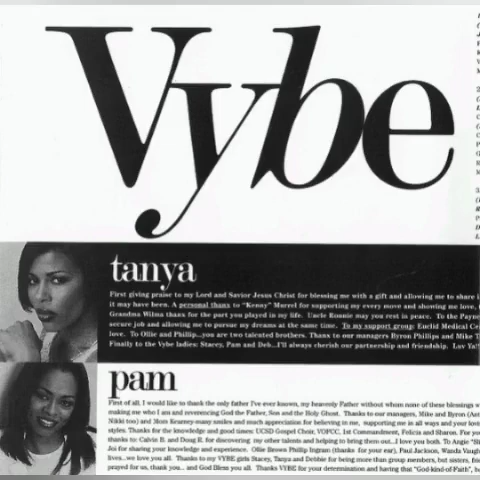 Vybe
tanya
First giving praise to my Lord and Savior Jesus Christ for blessing me with a gift and allowing me to share i
it may have been. A personal thanx to "Kenny" Murvel for supporting my every move and showing me love,
Grandma Wilma thanx for the part you played in my life. Uncle Ronnie may you rest in peace. To the Payne
secure job and allowing me to pursue my dreams at the same time. To my support group: Euclid Medical Ce
love. To Ollie and Phillip...you are two talented brothers. Thanx to our managers Byron Phillips and Mike T
Finally to the Vybe ladies: Stacey, Pam and Deb...I'll always cherish our partnership and friendship. Luv Ya!
pam
First of all, I would like to thank the only father I've ever known, my heavenly Father without whom none of these blessings w
making me who I am and reverencing God the Father, Son and the Holy Ghost. Thanks to our managers, Mike and Byron
Nikki too) and Mom Kearney-many smiles and much appreciation for believing in me, supporting me in all ways and your lov
styles. Thanks for the knowledge and good times: UCSD Gospel Choir, VOFCC, 1st Commandment, Felicia and Sharon. For yo
thanks to: Calvin B. and Doug R. for discovering my other talents and helping to bring them out...I love you both. To Angie
Joi for sharing your knowledge and experience. Ollie Brown Phillip Ingram (thanks for your ear), Paul Jackson, Wanda Vaugh
lives...we love you all. Thanks to my VYBE girls Stacey, Tanya and Debbie for being more than group members, but sisters, fri
prayed for us, thank you.. and God Bless you all. Thanks VYBE for your determination and having that "God-kind-of-Faith", b